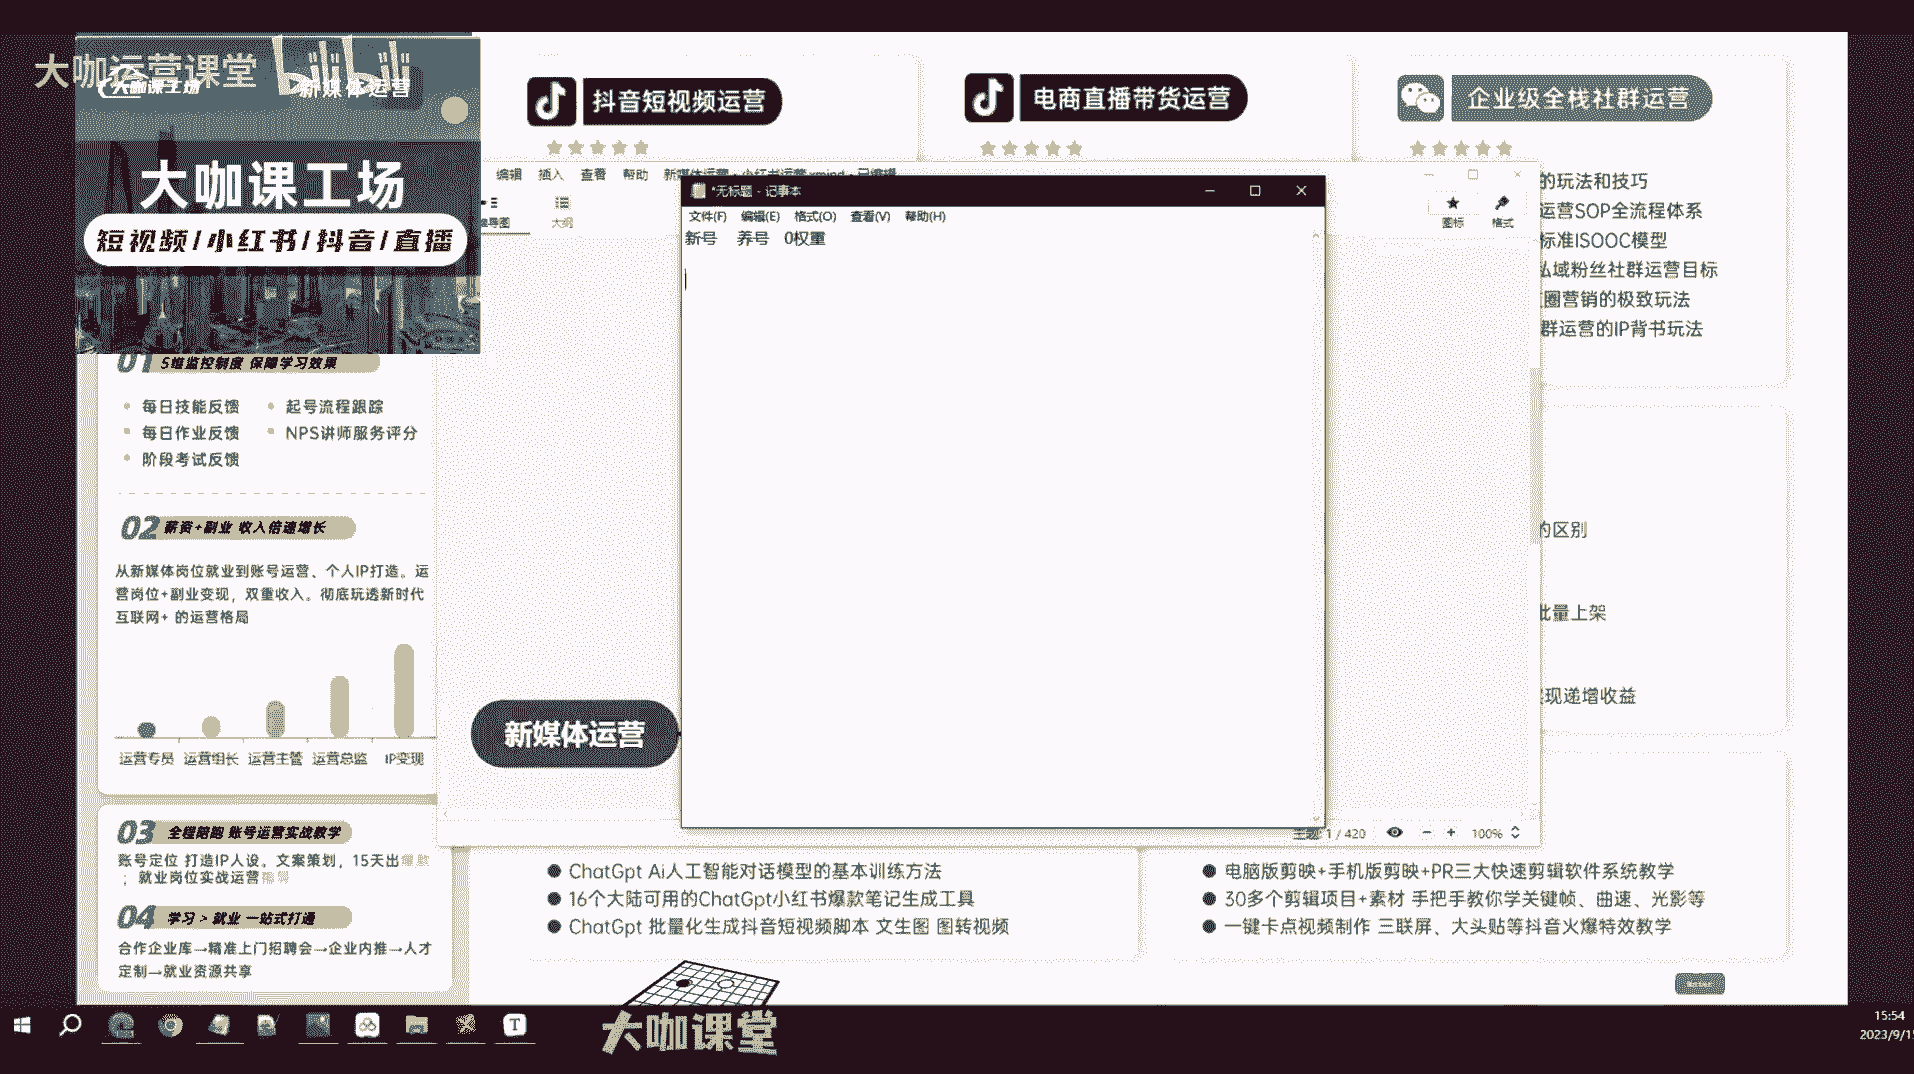 大咖运营课堂 bilibili
大咖课工场
新媒体运营
大咖课工场
短视频/小红书/抖音/直播
01 5维监控制度 保障学习效果
每日技能反馈
起号流程跟踪
每日作业反馈
NPS讲师服务评分
阶段考试反馈
02 薪资+副业 收入倍速增长
从新媒体岗位就业到账号运营、个人IP打造。运
营岗位+副业变现，双重收入。彻底玩透新时代
互联网+ 的运营格局
运营专员 运营组长 运营主管 运营总监 IP变现
03 全程陪跑 账号运营实战教学
账号定位 打造IP人设。文案策划，15天出爆款
；就业岗位实战运营
04 学习 > 就业 一站式打通
合作企业库→精准上门招聘会→企业内推→人才
定制→就业资源共享
抖音短视频运营
电商直播带货运营
企业级全栈社群运营
的玩法和技巧
运营SOP全流程体系
标准ISOOC模型
私域粉丝社群运营目标
圈营销的极致玩法
群运营的IP背书玩法
的区别
批量上架
现递增收益
编辑 插入 查看 帮助 新媒体运营 - 小红书运营.xmind - 已编辑
导图
大纲
图标
格式
*无标题 - 记事本
文件(F) 编辑(E) 格式(O) 查看(V) 帮助(H)
新号 养号 0权重
新媒体运营
主题: 1 / 420
100%
ChatGpt Ai人工智能对话模型的基本训练方法
16个大陆可用的ChatGpt小红书爆款笔记生成工具
ChatGpt 批量化生成抖音短视频脚本 文生图 图转视频
电脑版剪映+手机版剪映+PR三大快速剪辑软件系统教学
30多个剪辑项目+素材 手把手教你学关键帧、曲速、光影等
一键卡点视频制作 三联屏、大头贴等抖音火爆特效教学
大咖课堂
15:54
2023/9/1